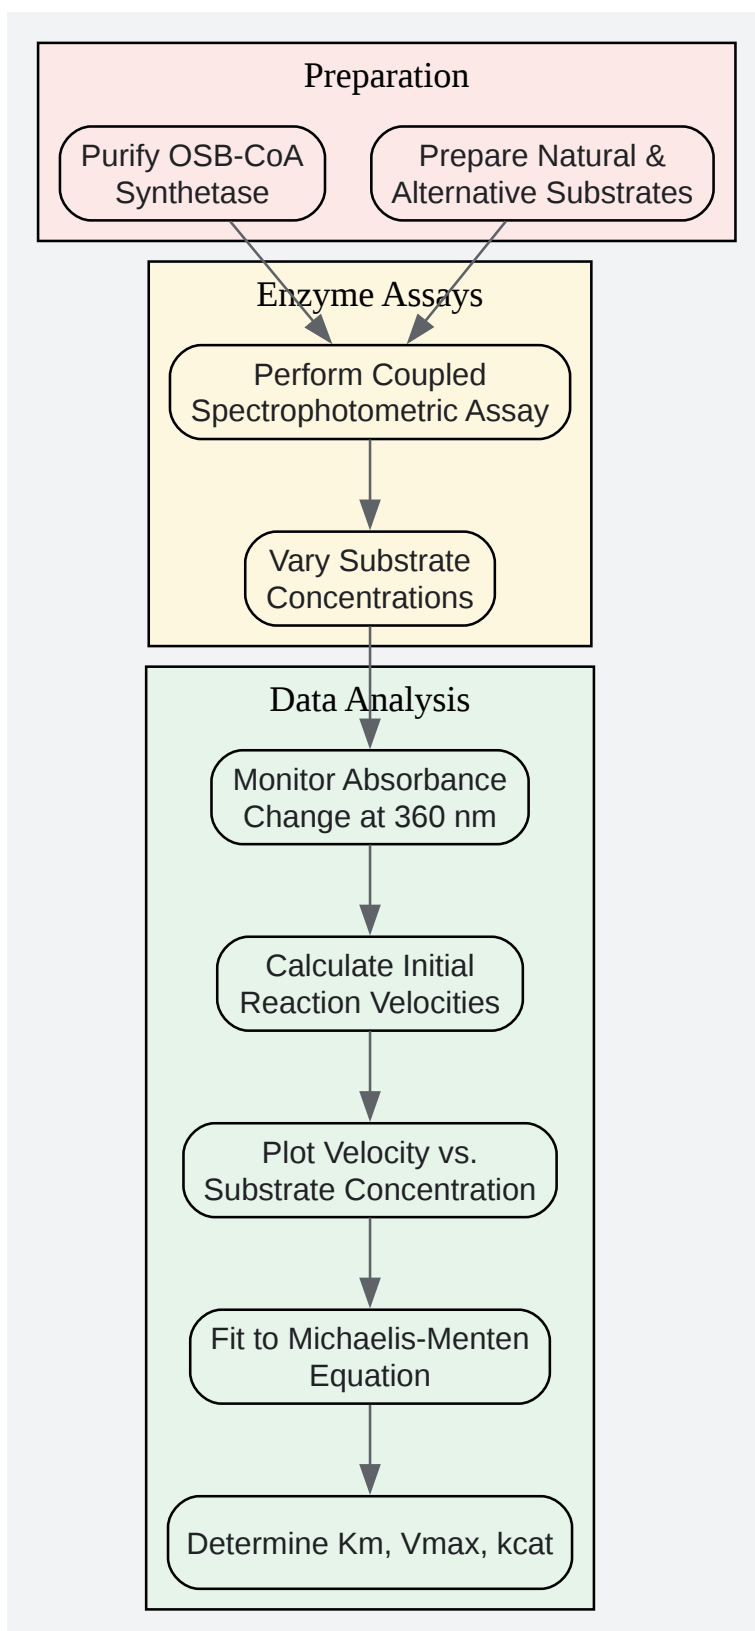 Preparation
Purify OSB-CoA
Synthetase
Prepare Natural &
Alternative Substrates
Enzyme Assays
Perform Coupled
Spectrophotometric Assay
Vary Substrate
Concentrations
Data Analysis
Monitor Absorbance
Change at 360 nm
Calculate Initial
Reaction Velocities
Plot Velocity vs.
Substrate Concentration
Fit to Michaelis-Menten
Equation
Determine Km, Vmax, kcat